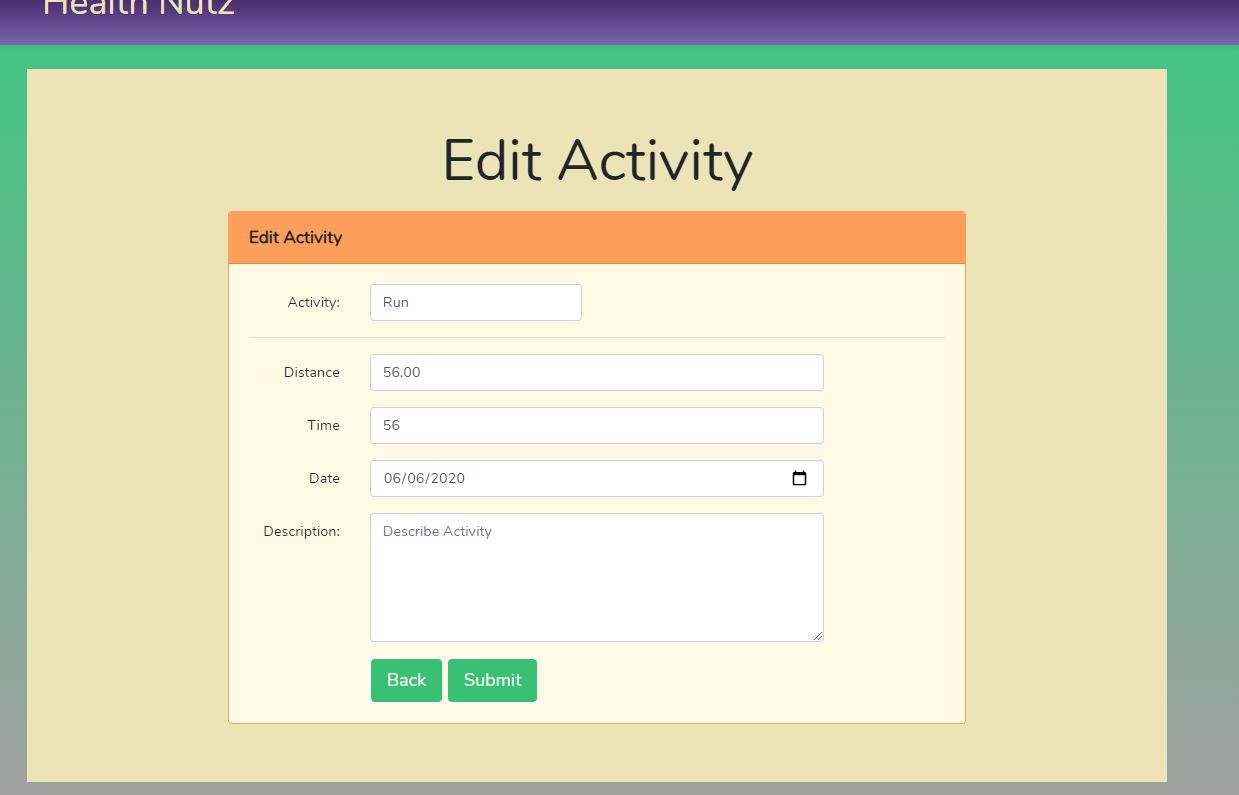 Health Nutz
Edit Activity
Edit Activity
Activity: Run
Distance 56.00
Time 56
Date 06/06/2020
Description: Describe Activity
Back Submit